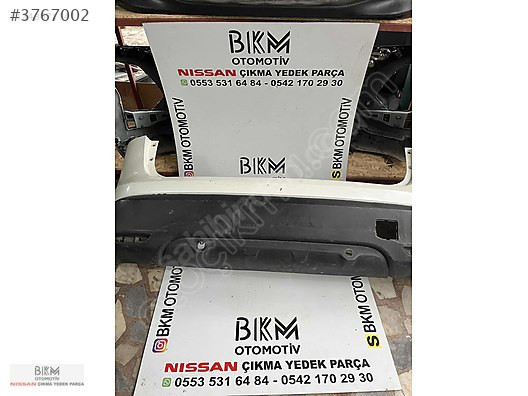 #3767002
BKM
OTOMOTİV
NISSAN ÇIKMA YEDEK PARÇA
0553 531 64 84 - 0542 170 29 30
BKM OTOMOTİV
S BKM OTOMOTİV
BKM
OTOMOTİV
BKM OTOMOTİV
S BKM OTOMOTİV
BKM
OTOMOTİV
NISSAN ÇIKMA YEDEK PARÇA
0553 531 64 84 - 0542 170 29 30
BKM
OTOMOTİV
NISSAN ÇIKMA YEDEK PARÇA